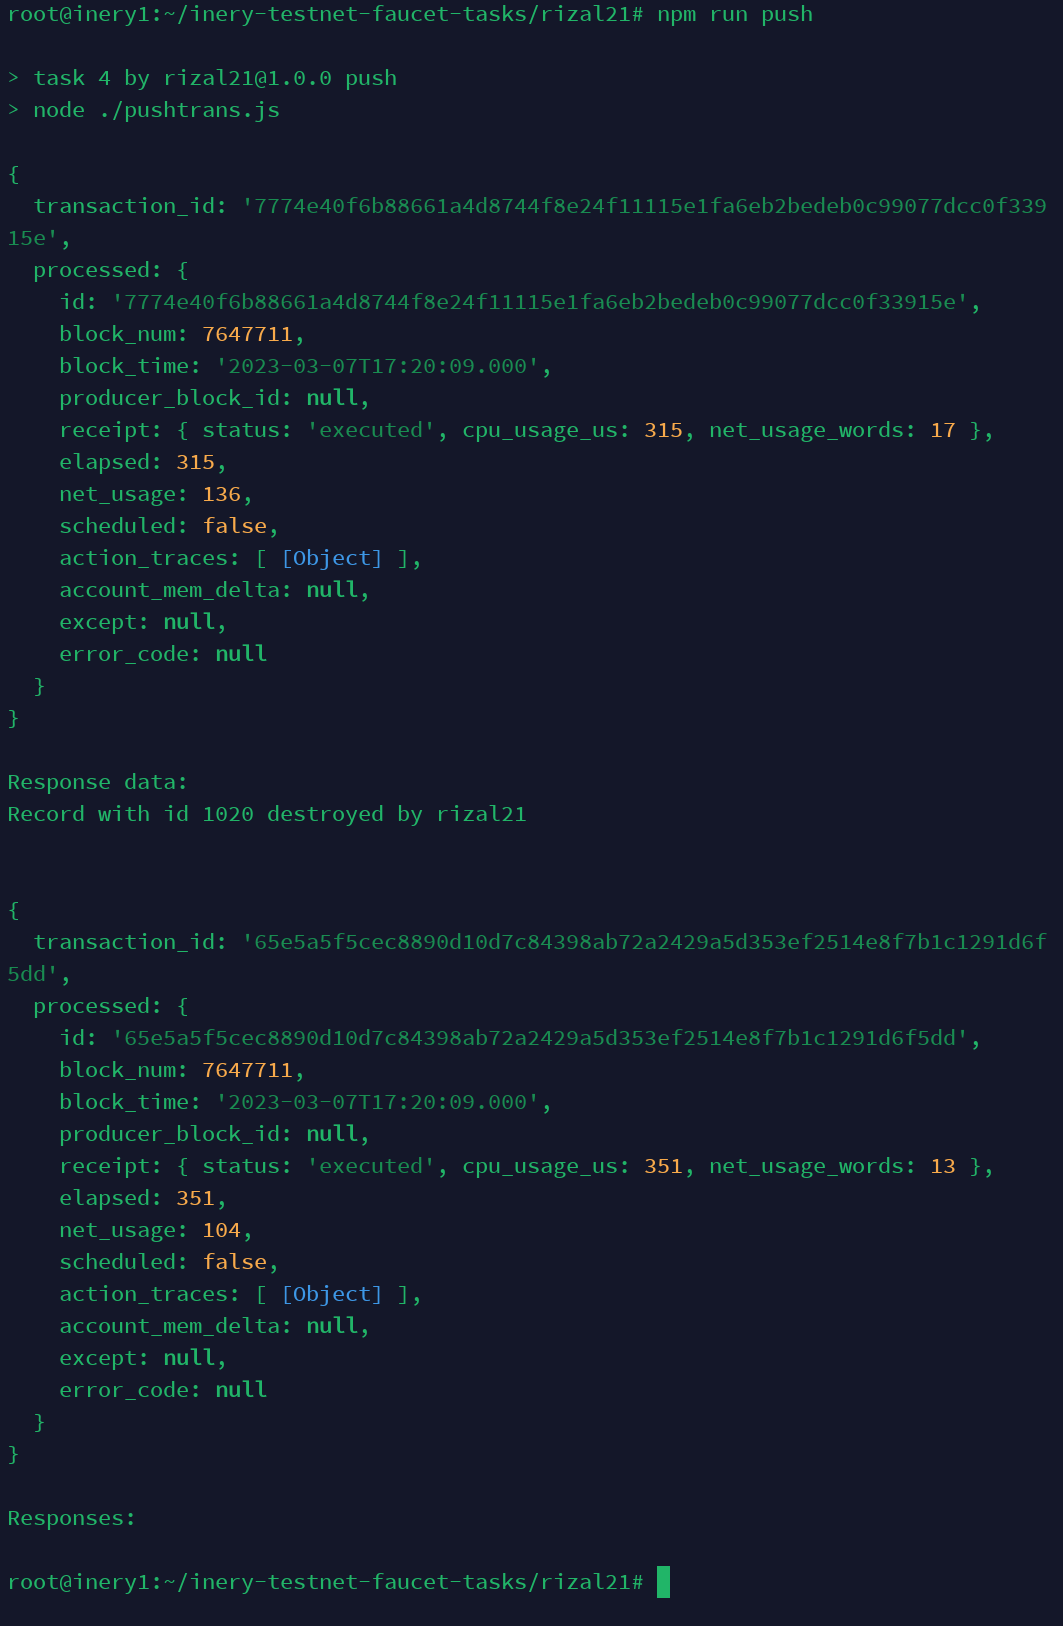 root@inery1:~/inery-testnet-faucet-tasks/rizal21# npm run push
> task 4 by rizal21@1.0.0 push
> node ./pushtrans.js
{
  transaction_id: '7774e40f6b88661a4d8744f8e24f11115e1fa6eb2bedeb0c99077dcc0f339
15e',
  processed: {
    id: '7774e40f6b88661a4d8744f8e24f11115e1fa6eb2bedeb0c99077dcc0f33915e',
    block_num: 7647711,
    block_time: '2023-03-07T17:20:09.000',
    producer_block_id: null,
    receipt: { status: 'executed', cpu_usage_us: 315, net_usage_words: 17 },
    elapsed: 315,
    net_usage: 136,
    scheduled: false,
    action_traces: [ [Object] ],
    account_mem_delta: null,
    except: null,
    error_code: null
  }
}
Response data:
Record with id 1020 destroyed by rizal21
{
  transaction_id: '65e5a5f5cec8890d10d7c84398ab72a2429a5d353ef2514e8f7b1c1291d6f
5dd',
  processed: {
    id: '65e5a5f5cec8890d10d7c84398ab72a2429a5d353ef2514e8f7b1c1291d6f5dd',
    block_num: 7647711,
    block_time: '2023-03-07T17:20:09.000',
    producer_block_id: null,
    receipt: { status: 'executed', cpu_usage_us: 351, net_usage_words: 13 },
    elapsed: 351,
    net_usage: 104,
    scheduled: false,
    action_traces: [ [Object] ],
    account_mem_delta: null,
    except: null,
    error_code: null
  }
}
Responses:
root@inery1:~/inery-testnet-faucet-tasks/rizal21#